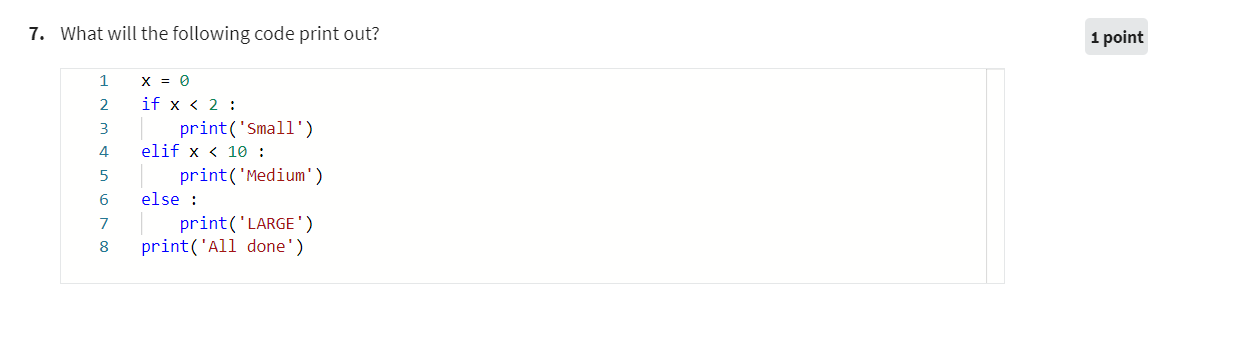 7. What will the following code print out?
1 point
1 x = 0
2 if x < 2 :
3 print('Small')
4 elif x < 10 :
5 print('Medium')
6 else :
7 print('LARGE')
8 print('All done')